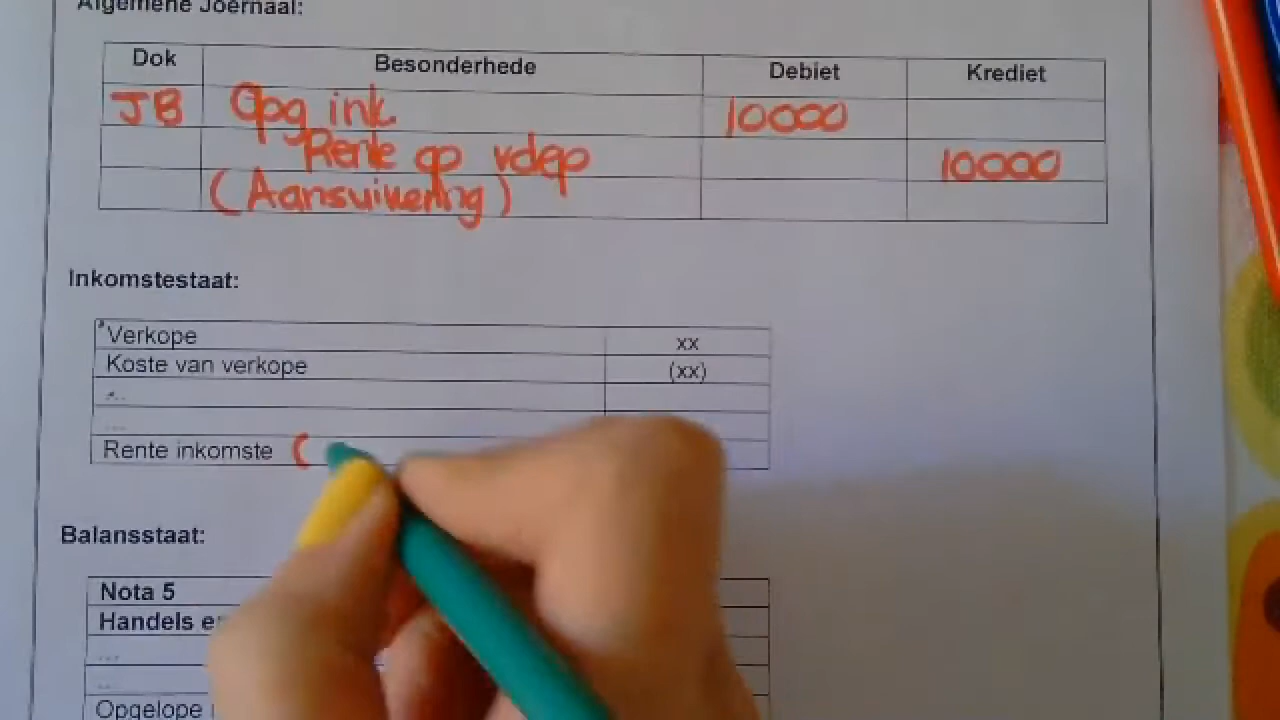 Algemene Joernaal:
Dok Besonderhede Debiet Krediet
JB Opg ink 10000
Rente op vdep 10000
(Aansuiwering)
Inkomstestaat:
Verkope xx
Koste van verkope (xx)
...
...
Rente inkomste (
Balansstaat:
Nota 5
Handels
...
...
Opgelope